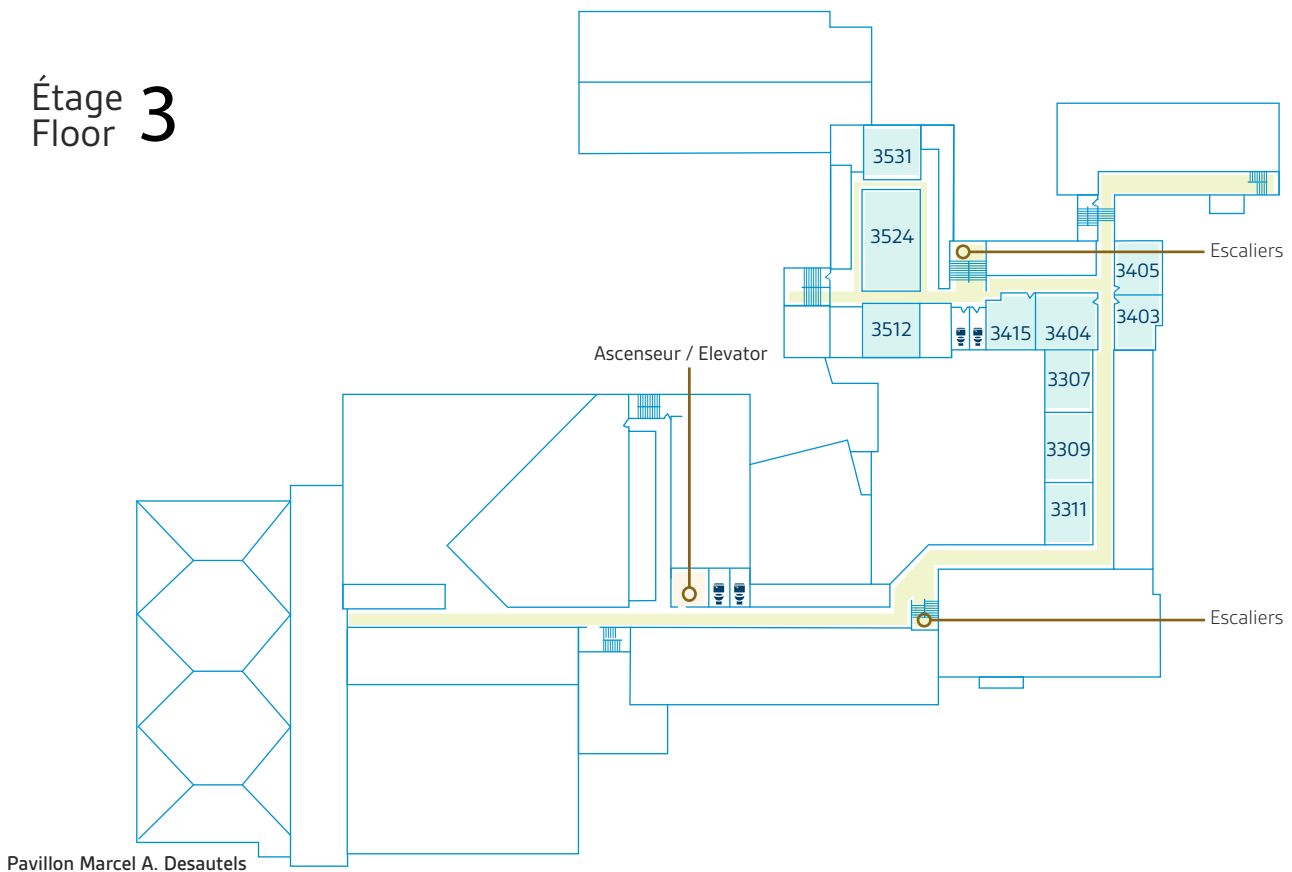 Étage
Floor 3
3531
3524
Escaliers
3405
3403
3512
3415
3404
Ascenseur / Elevator
3307
3309
3311
Escaliers
Pavillon Marcel A. Desautels